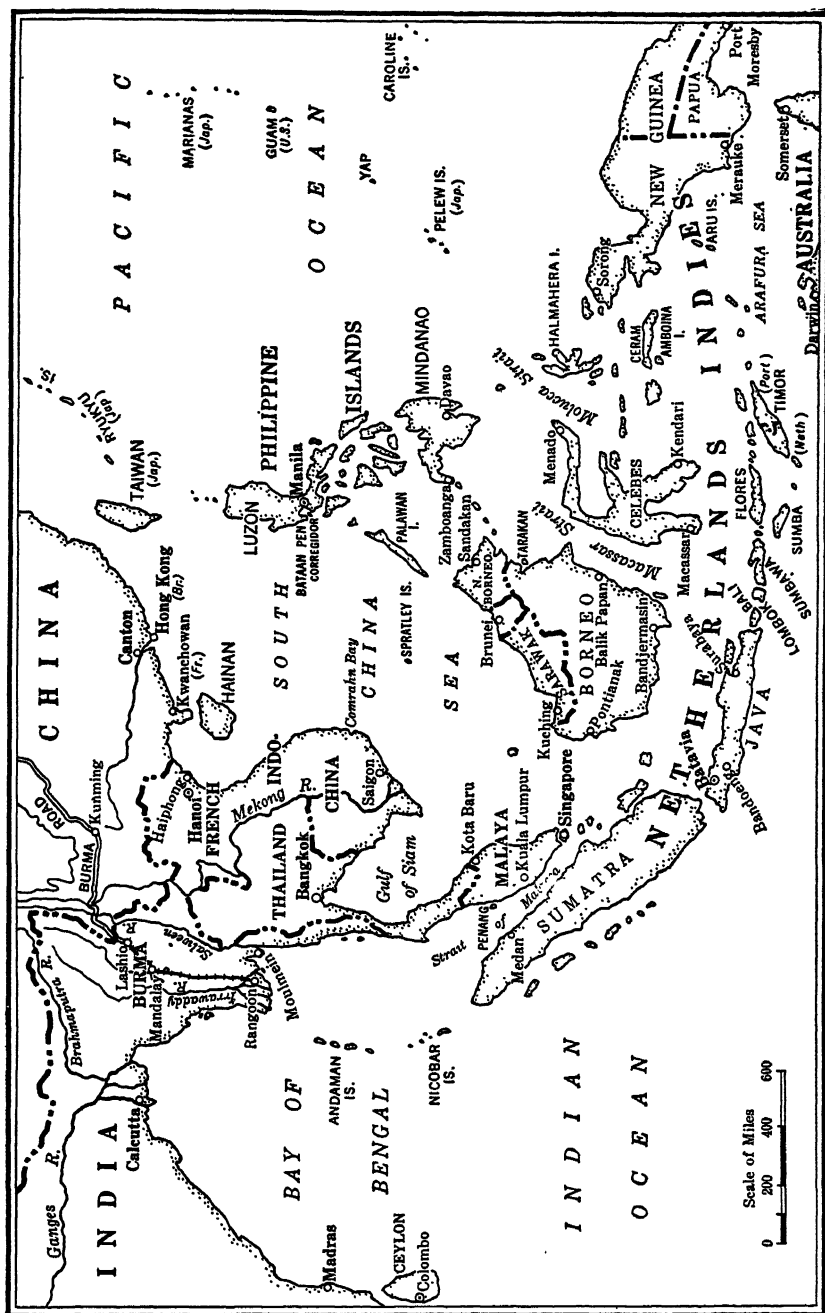 CHINA
INDIA
PACIFIC
OCEAN
RYUKYU
IS.
(Jap.)
TAIWAN
(Jap.)
MARIANAS
(Jap.)
GUAM
(U.S.)
YAP
CAROLINE
IS.
PELEW IS.
(Jap.)
BURMA
ROAD
Kunming
Canton
Hong Kong
(Br.)
Kwanchowan
(Fr.)
HAINAN
Haiphong
Hanoi
FRENCH
INDO-
CHINA
Mekong R.
Saigon
Comrahn Bay
THAILAND
Bangkok
Gulf
of Siam
Ganges R.
Brahmaputra R.
Calcutta
Lashio
BURMA
Mandalay
Irrawaddy R.
Salween R.
Rangoon
Moulmein
BAY OF
BENGAL
ANDAMAN
IS.
NICOBAR
IS.
Madras
CEYLON
Colombo
SOUTH
CHINA
SEA
SPRATLEY IS.
PHILIPPINE
ISLANDS
LUZON
Manila
BATAAN PEN.
CORREGIDOR
PALAWAN
I.
MINDANAO
Davao
Zamboanga
Sandakan
N.
BORNEO
Brunei
TARAKAN
SARAWAK
Kuching
BORNEO
Balik Papan
Pontianak
Bandjermasin
Kota Baru
MALAYA
Kuala Lumpur
Singapore
PENANG
Strait of Malacca
Medan
SUMATRA
Macassar Strait
Molucca Strait
Menado
CELEBES
Kendari
Macassar
HALMAHERA I.
CERAM
AMBOINA
I.
Sorong
NEW GUINEA
PAPUA
Port
Moresby
Merauke
ARU IS.
ARAFURA SEA
Somerset
Darwin
AUSTRALIA
NETHERLANDS INDIES
Batavia
Bandoeng
JAVA
Surabaya
BALI
LOMBOK
SUMBAWA
FLORES
SUMBA
TIMOR
(Port)
(Neth)
INDIAN
OCEAN
Scale of Miles
0 200 400 600